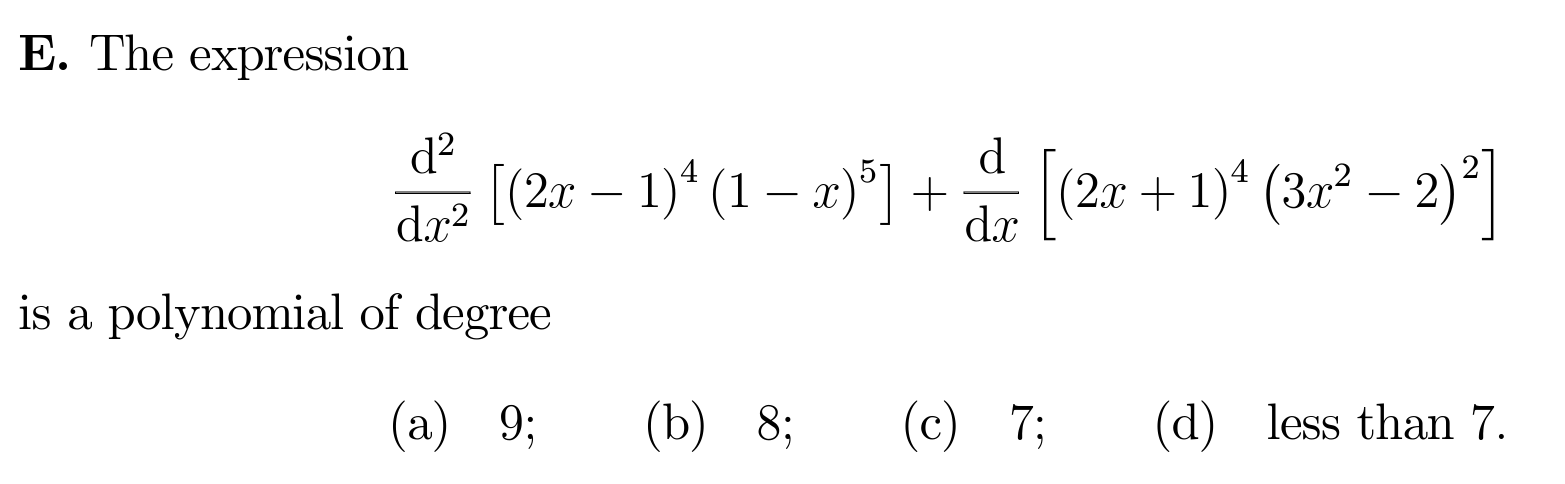 E. The expression
d²/dx² [(2x − 1)⁴ (1 − x)⁵] + d/dx [(2x + 1)⁴ (3x² − 2)²]
is a polynomial of degree
(a) 9; (b) 8; (c) 7; (d) less than 7.